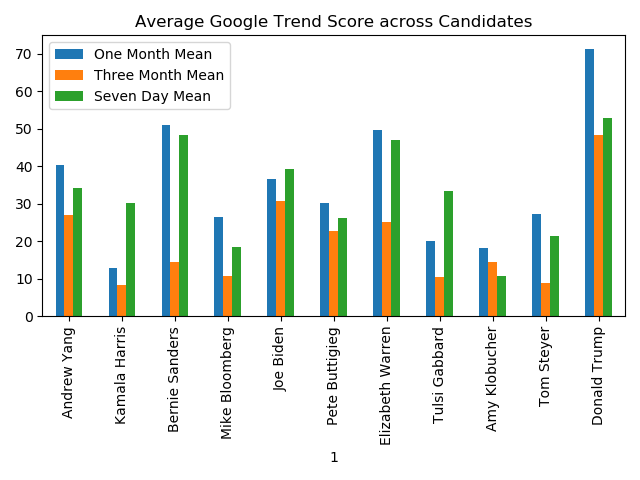 Average Google Trend Score across Candidates
One Month Mean
Three Month Mean
Seven Day Mean
70
60
50
40
30
20
10
0
Andrew Yang
Kamala Harris
Bernie Sanders
Mike Bloomberg
Joe Biden
Pete Buttigieg
Elizabeth Warren
Tulsi Gabbard
Amy Klobucher
Tom Steyer
Donald Trump
1